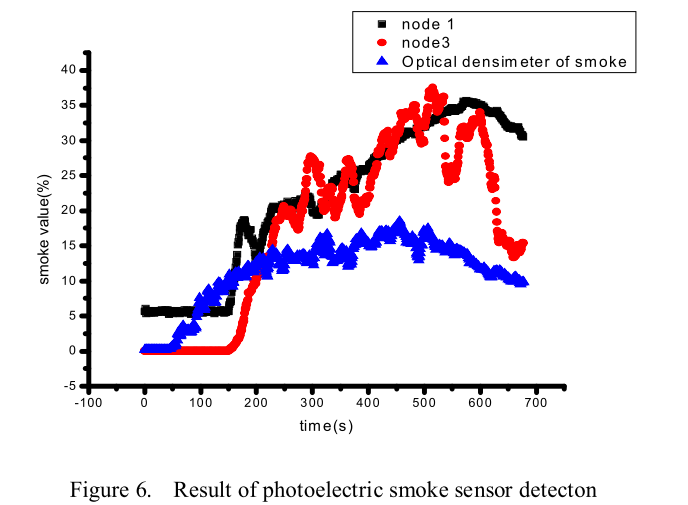 node 1
node3
Optical densimeter of smoke
40
35
30
25
20
15
10
5
0
-5
smoke value(%)
-100 0 100 200 300 400 500 600 700
time(s)
Figure 6. Result of photoelectric smoke sensor detecton